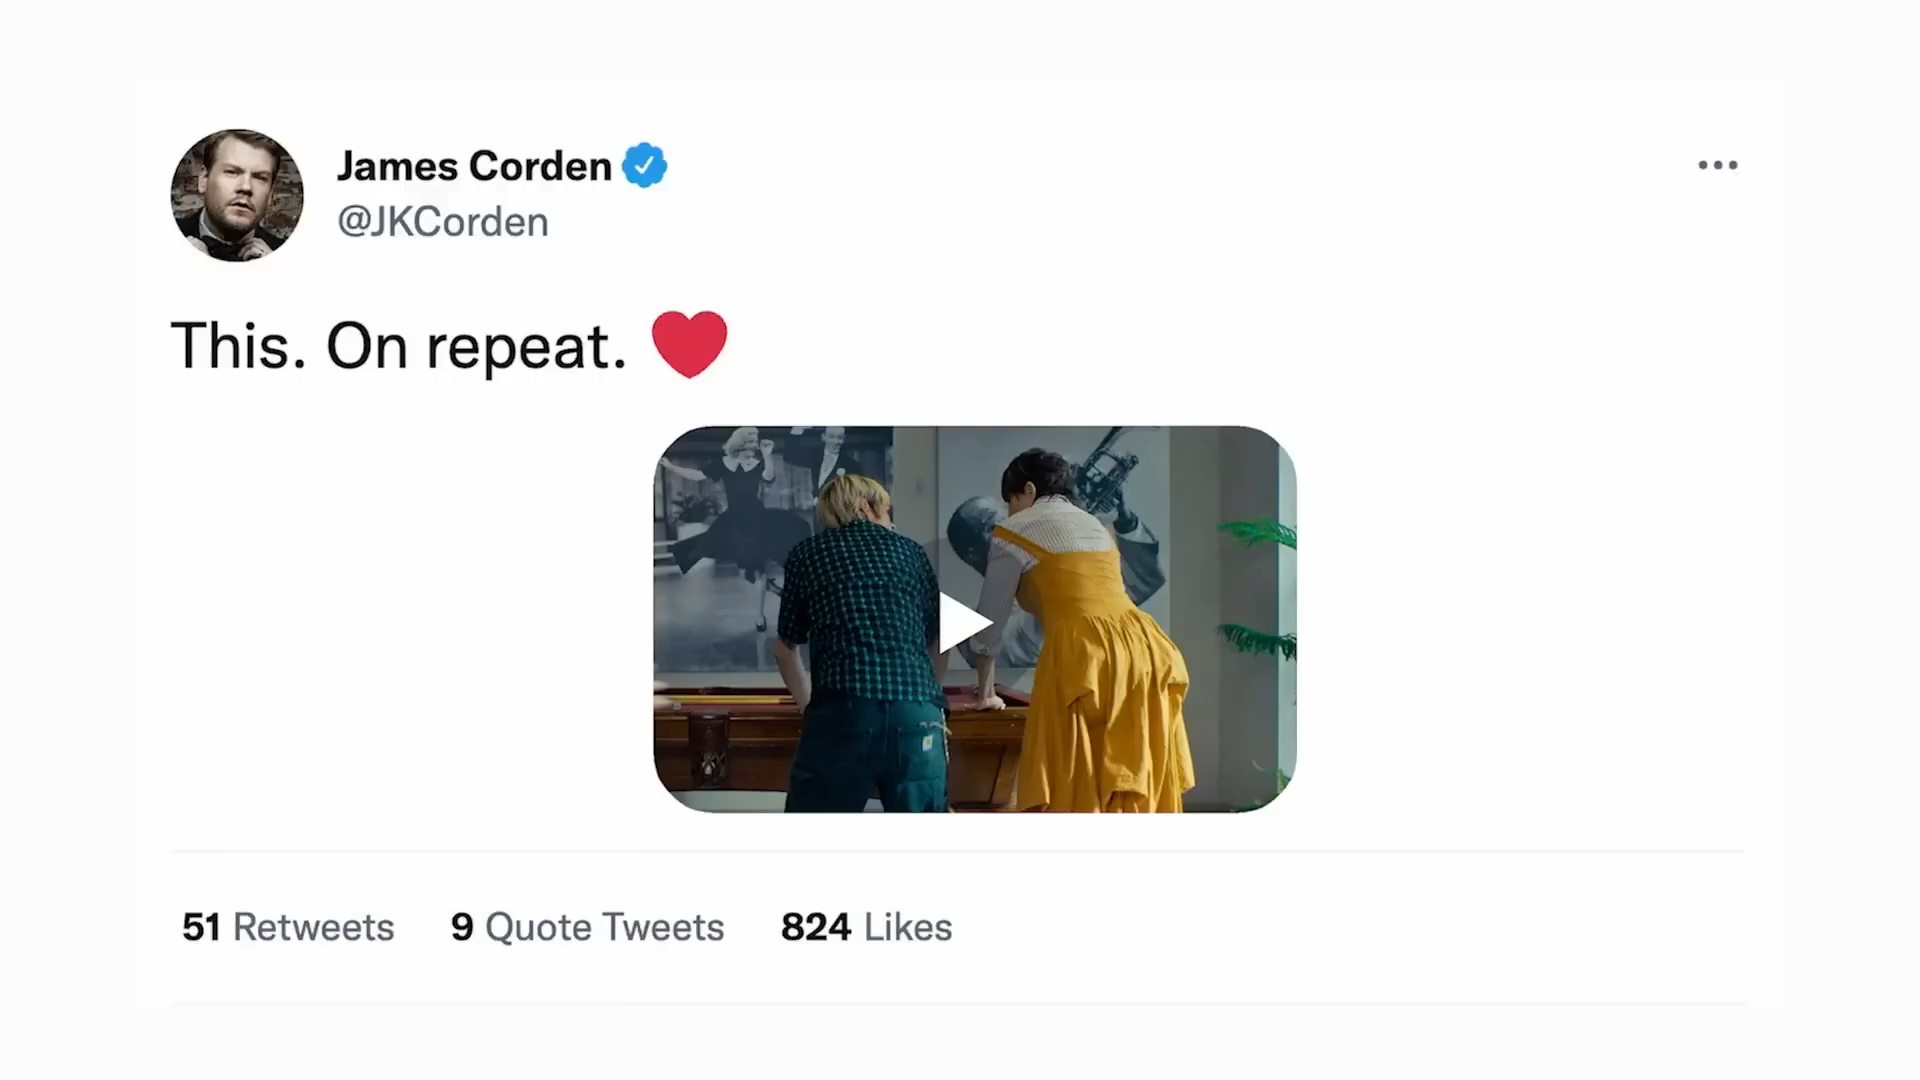 James Corden
@JKCorden
This. On repeat. ❤️
51 Retweets 9 Quote Tweets 824 Likes